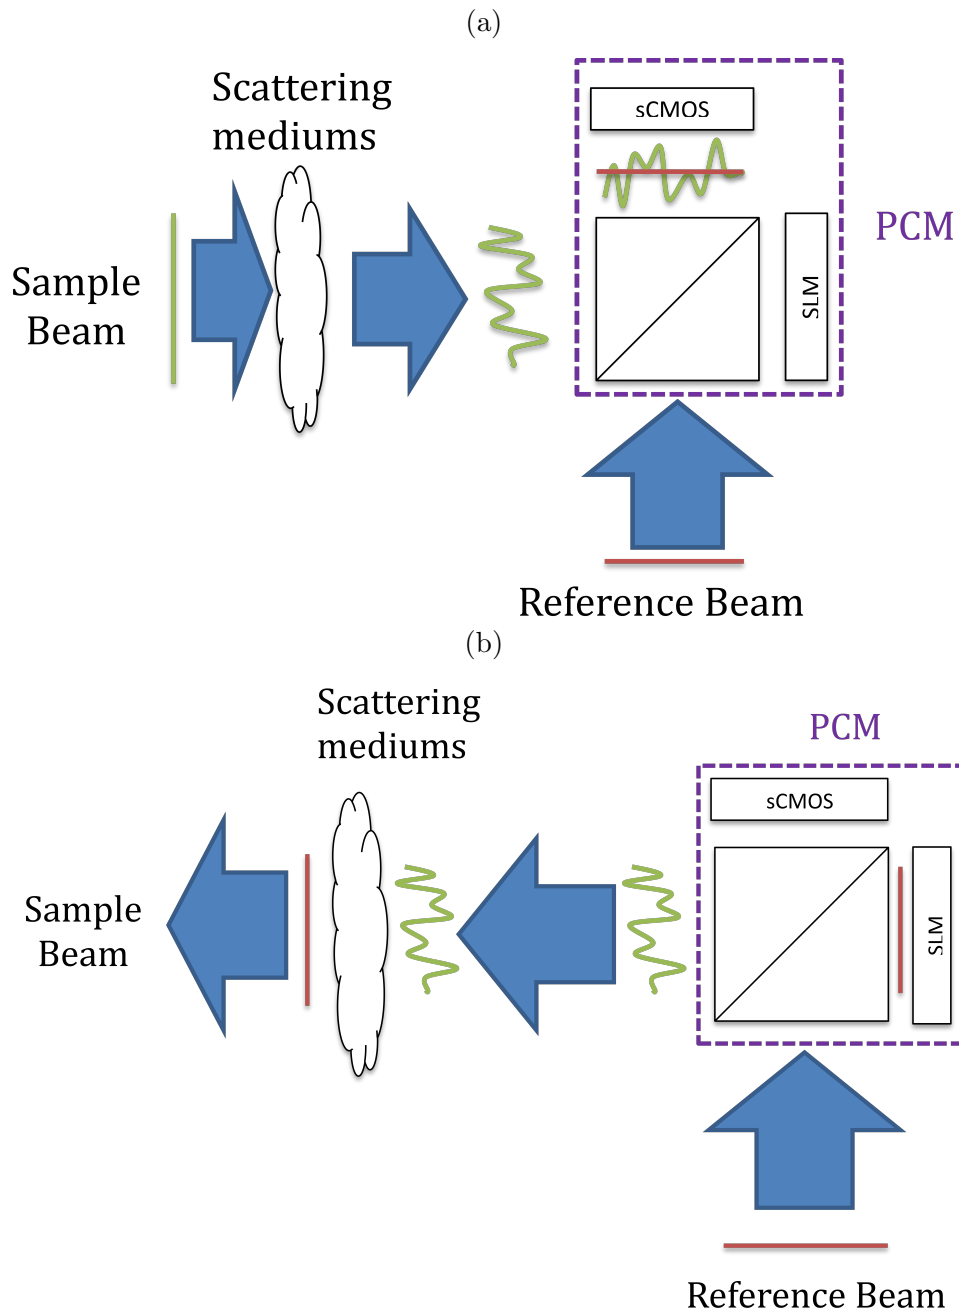 (a)
Scattering
mediums
sCMOS
PCM
SLM
Sample
Beam
Reference Beam
(b)
Scattering
mediums
PCM
sCMOS
Sample
Beam
SLM
Reference Beam